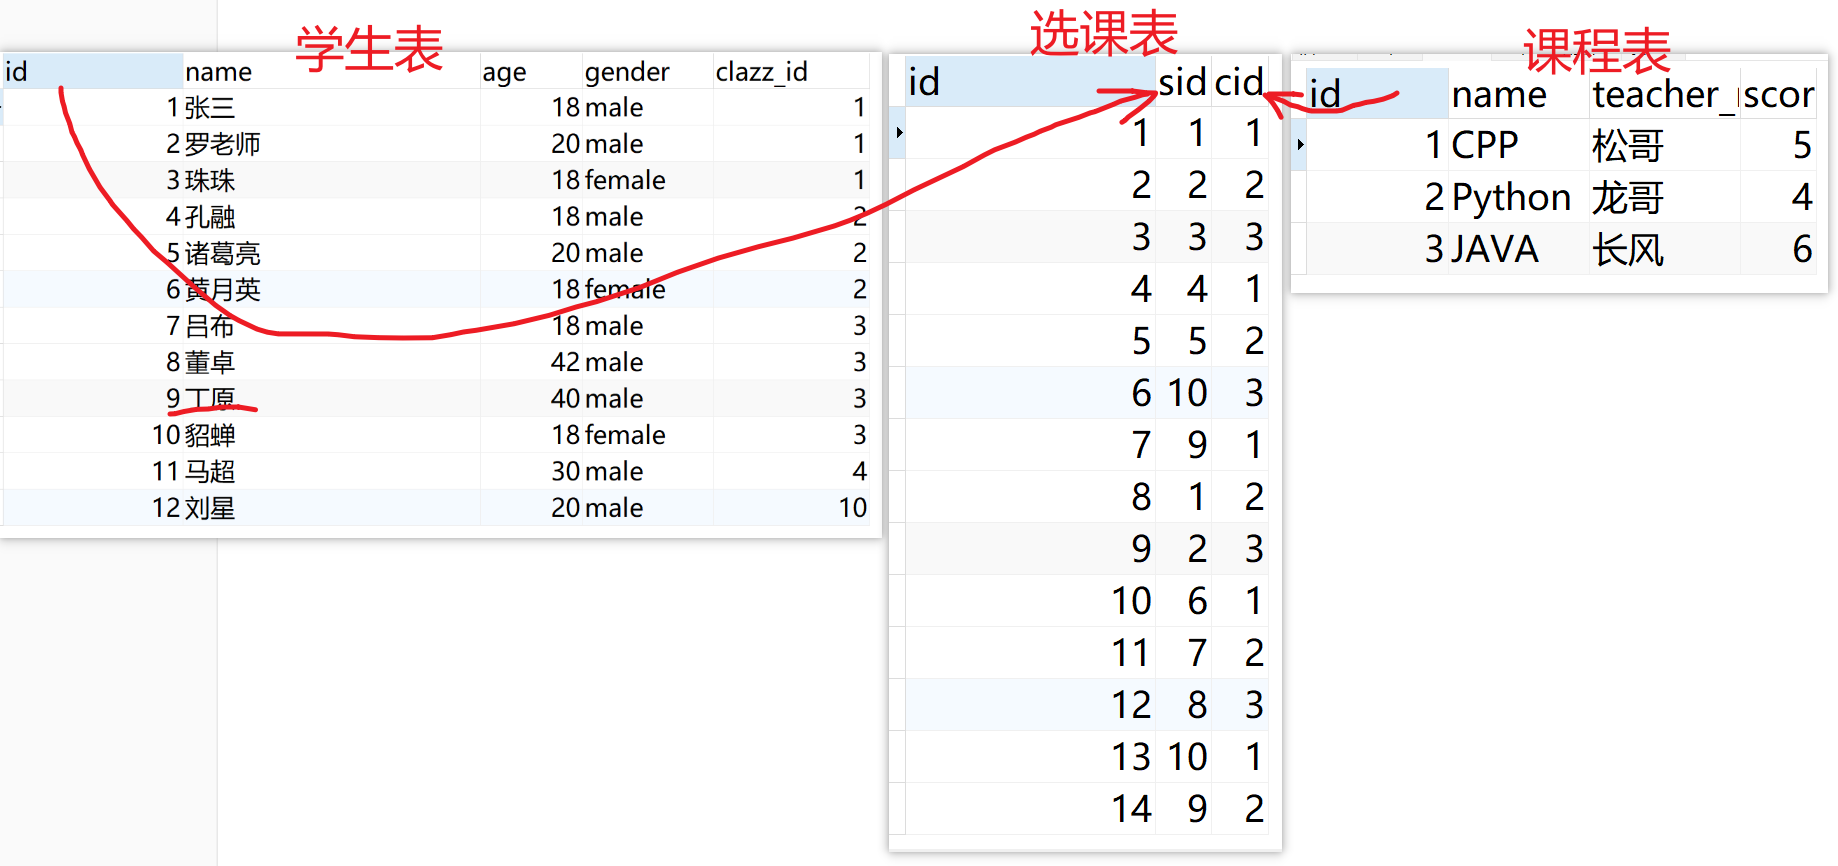 学生表
id name age gender clazz_id
1 张三 18 male 1
2 罗老师 20 male 1
3 珠珠 18 female 1
4 孔融 18 male 2
5 诸葛亮 20 male 2
6 黄月英 18 female 2
7 吕布 18 male 3
8 董卓 42 male 3
9 丁原 40 male 3
10 貂蝉 18 female 3
11 马超 30 male 4
12 刘星 20 male 10
选课表
id sid cid
1 1 1
2 2 2
3 3 3
4 4 1
5 5 2
6 10 3
7 9 1
8 1 2
9 2 3
10 6 1
11 7 2
12 8 3
13 10 1
14 9 2
课程表
id name teacher_ scor
1 CPP 松哥 5
2 Python 龙哥 4
3 JAVA 长风 6